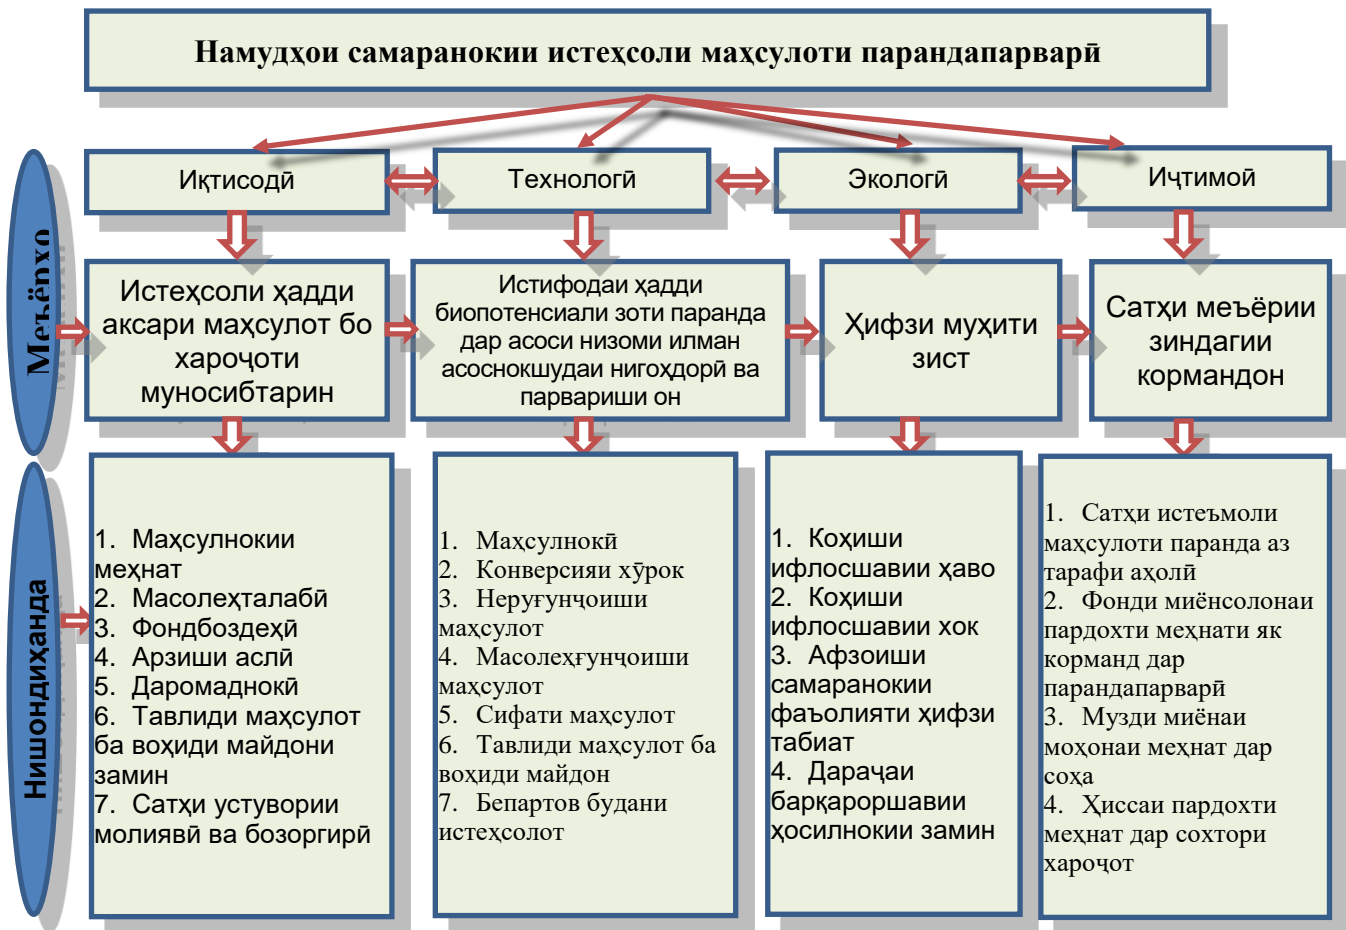 Намудҳои самаранокии истеҳсоли маҳсулоти парандапарварӣ
Иқтисодӣ
Технологӣ
Экологӣ
Иҷтимоӣ
Меъёрҳо
Истеҳсоли ҳадди
аксари маҳсулот бо
хароҷоти
муносибтарин
Истифодаи ҳадди
биопотенсиали зоти паранда
дар асоси низоми илман
асоснокшудаи нигоҳдорӣ ва
парвариши он
Ҳифзи муҳити
зист
Сатҳи меъёрии
зиндагии
кормандон
Нишондиҳанда
1. Маҳсулнокии
меҳнат
2. Масолеҳталабӣ
3. Фондбоздеҳӣ
4. Арзиши аслӣ
5. Даромаднокӣ
6. Тавлиди маҳсулот
ба воҳиди майдони
замин
7. Сатҳи устувории
молиявӣ ва бозоргирӣ
1. Маҳсулнокӣ
2. Конверсияи хӯрок
3. Неруғунҷоиши
маҳсулот
4. Масолеҳғунҷоиши
маҳсулот
5. Сифати маҳсулот
6. Тавлиди маҳсулот ба
воҳиди майдон
7. Бепартов будани
истеҳсолот
1. Коҳиши
ифлосшавии ҳаво
2. Коҳиши
ифлосшавии хок
3. Афзоиши
самаранокии
фаъолияти ҳифзи
табиат
4. Дараҷаи
барқароршавии
ҳосилнокии замин
1. Сатҳи истеъмоли
маҳсулоти паранда аз
тарафи аҳолӣ
2. Фонди миёнсолонаи
пардохти меҳнати як
корманд дар
парандапарварӣ
3. Музди миёнаи
моҳонаи меҳнат дар
соҳа
4. Ҳиссаи пардохти
меҳнат дар сохтори
хароҷот